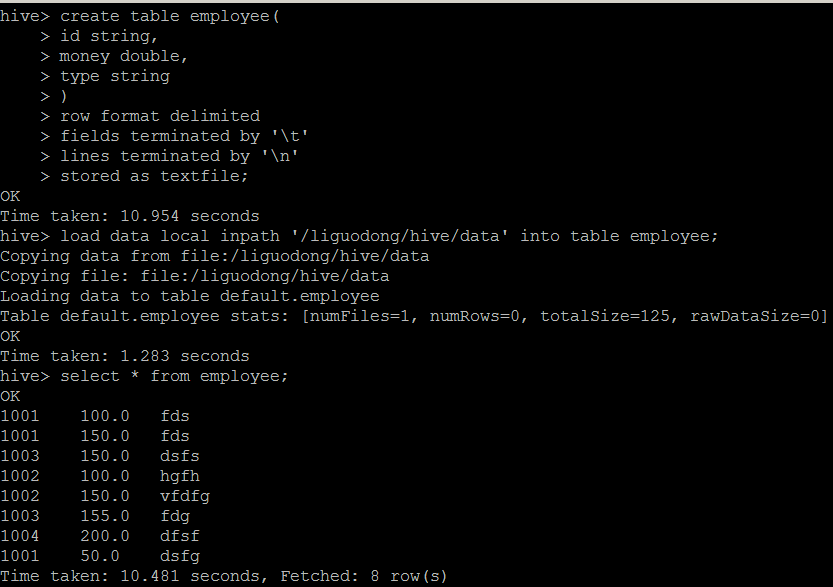 hive> create table employee(
    > id string,
    > money double,
    > type string
    > )
    > row format delimited
    > fields terminated by '\t'
    > lines terminated by '\n'
    > stored as textfile;
OK
Time taken: 10.954 seconds
hive> load data local inpath '/liguodong/hive/data' into table employee;
Copying data from file:/liguodong/hive/data
Copying file: file:/liguodong/hive/data
Loading data to table default.employee
Table default.employee stats: [numFiles=1, numRows=0, totalSize=125, rawDataSize=0]
OK
Time taken: 1.283 seconds
hive> select * from employee;
OK
1001    100.0   fds
1001    150.0   fds
1003    150.0   dsfs
1002    100.0   hgfh
1002    150.0   vfdfg
1003    155.0   fdg
1004    200.0   dfsf
1001    50.0    dsfg
Time taken: 10.481 seconds, Fetched: 8 row(s)